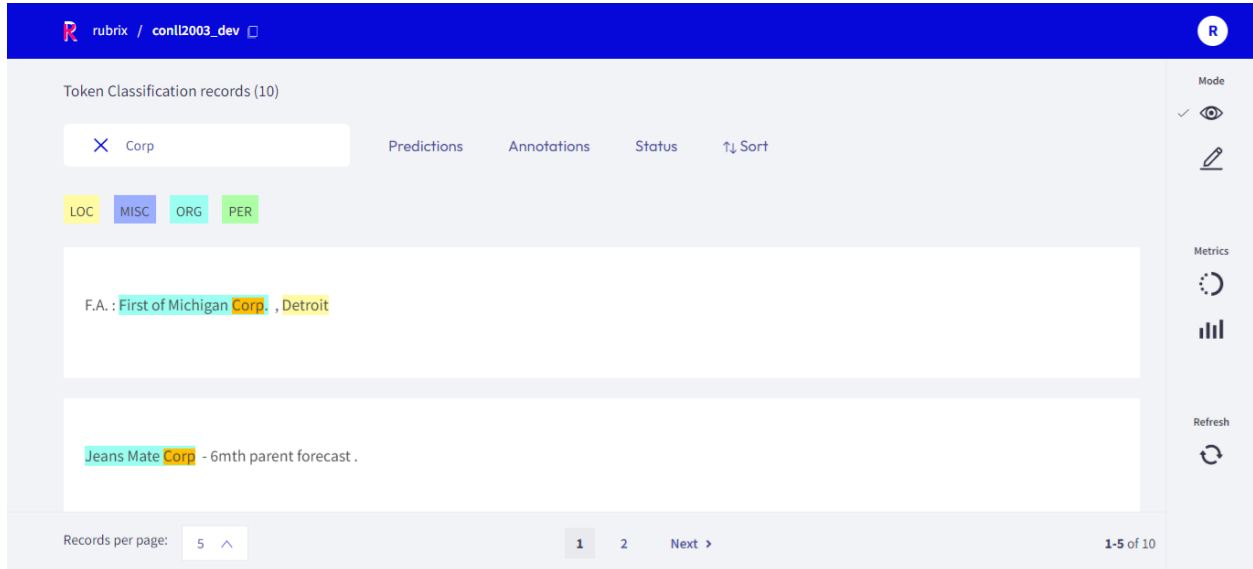 R rubrix / conll2003_dev R
Token Classification records (10)
Mode
Corp Predictions Annotations Status Sort
LOC MISC ORG PER
Metrics
F.A. : First of Michigan Corp. , Detroit
Refresh
Jeans Mate Corp - 6mth parent forecast .
Records per page: 5 1 2 Next > 1-5 of 10